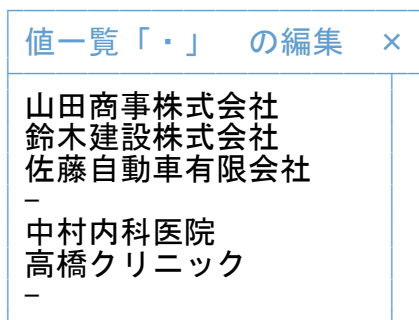 値一覧「・」 の編集 ×
山田商事株式会社
鈴木建設株式会社
佐藤自動車有限会社
–
中村内科医院
高橋クリニック
–